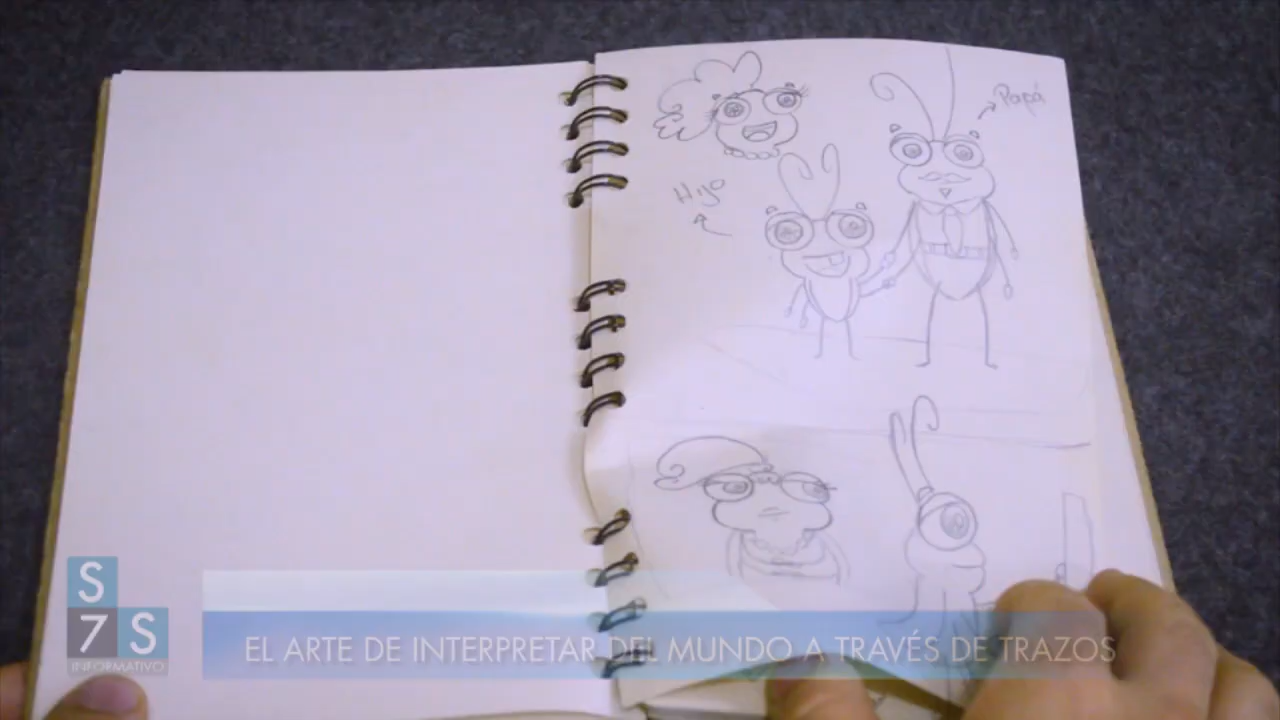 Papá
Hijo
S
7 S
INFORMATIVO
EL ARTE DE INTERPRETAR DEL MUNDO A TRAVÉS DE TRAZOS